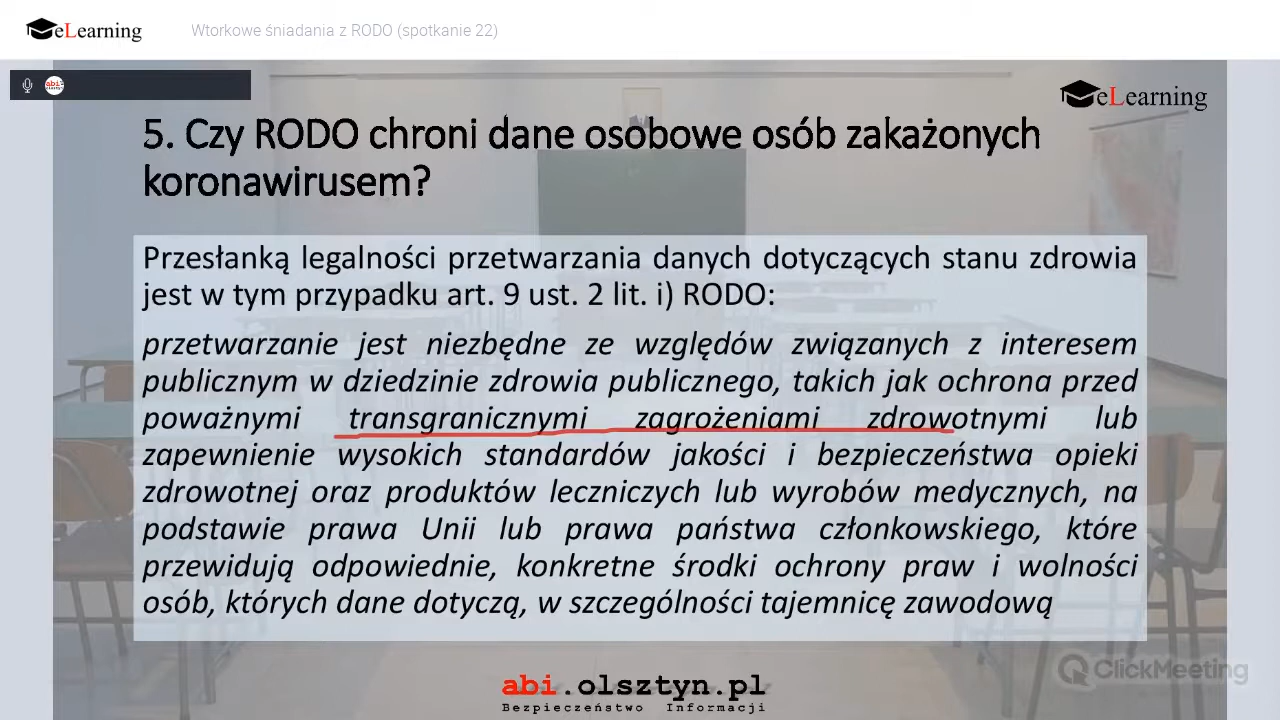 eLearning
Wtorkowe śniadania z RODO (spotkanie 22)
eLearning
5. Czy RODO chroni dane osobowe osób zakażonych
koronawirusem?
Przesłanką legalności przetwarzania danych dotyczących stanu zdrowia
jest w tym przypadku art. 9 ust. 2 lit. i) RODO:
przetwarzanie jest niezbędne ze względów związanych z interesem
publicznym w dziedzinie zdrowia publicznego, takich jak ochrona przed
poważnymi transgranicznymi zagrożeniami zdrowotnymi lub
zapewnienie wysokich standardów jakości i bezpieczeństwa opieki
zdrowotnej oraz produktów leczniczych lub wyrobów medycznych, na
podstawie prawa Unii lub prawa państwa członkowskiego, które
przewidują odpowiednie, konkretne środki ochrony praw i wolności
osób, których dane dotyczą, w szczególności tajemnicę zawodową
ClickMeeting
abi.olsztyn.pl
Bezpieczeństwo Informacji